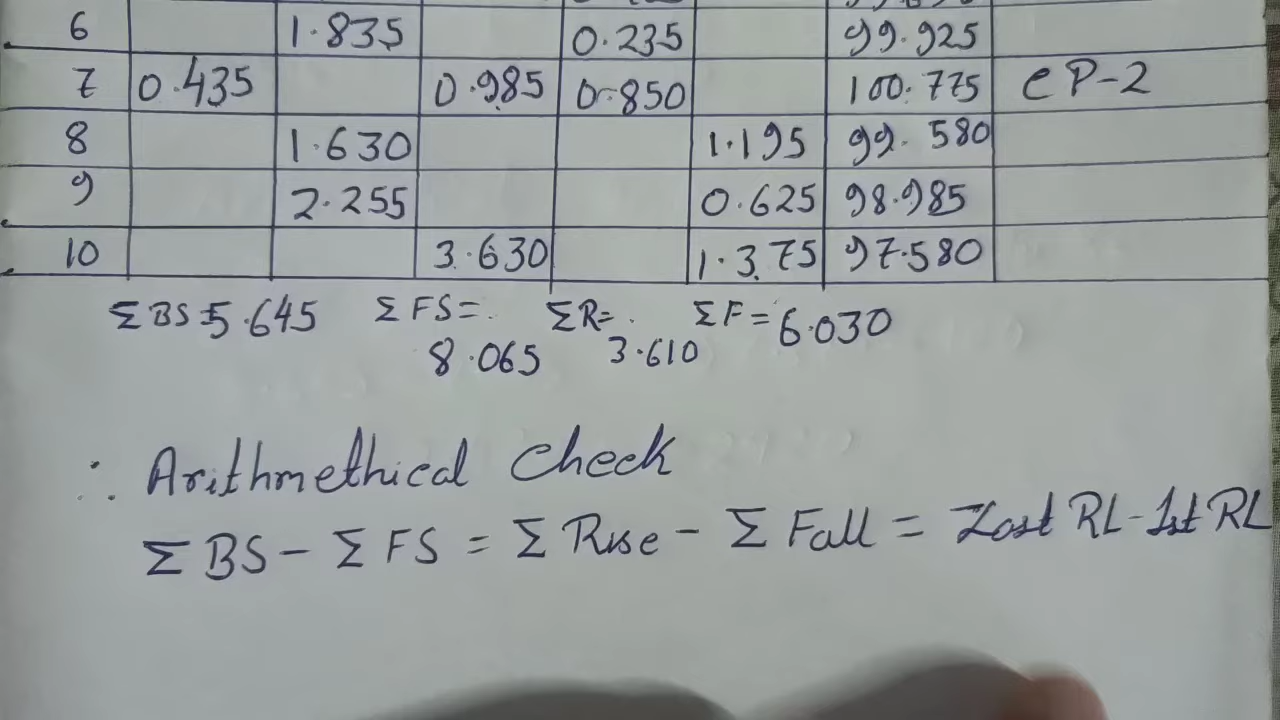 6 1.835 0.235 99.925
7 0.435 0.985 0.850 100.775 CP-2
8 1.630 1.195 99.580
9 2.255 0.625 98.985
10 3.630 1.375 97.580
ΣBS=5.645 ΣFS= ΣR= ΣF=6.030
8.065 3.610
∴ Arithmethical Check
ΣBS - ΣFS = ΣRise - ΣFall = Last RL - 1st RL